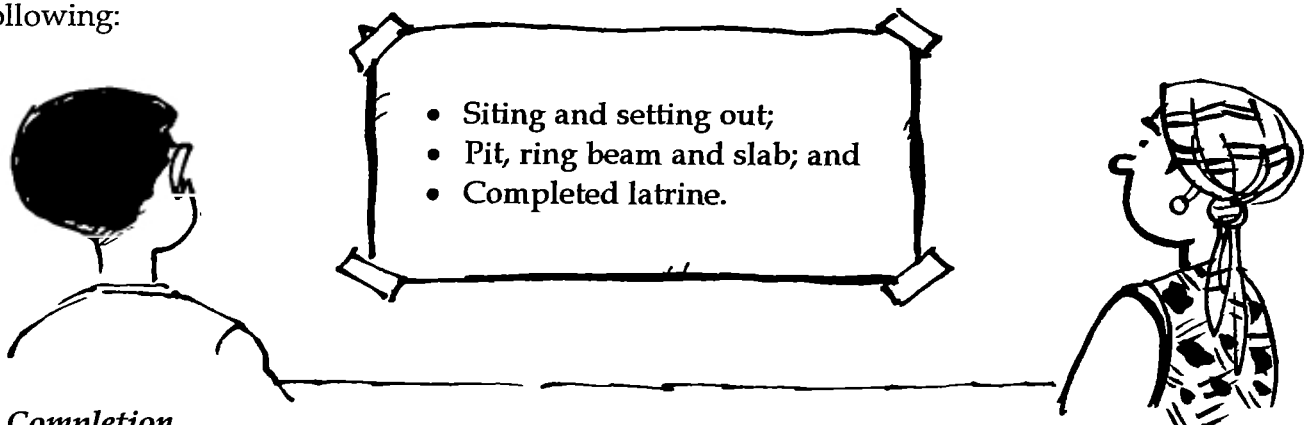 ollowing:
• Siting and setting out;
• Pit, ring beam and slab; and
• Completed latrine.
Completion